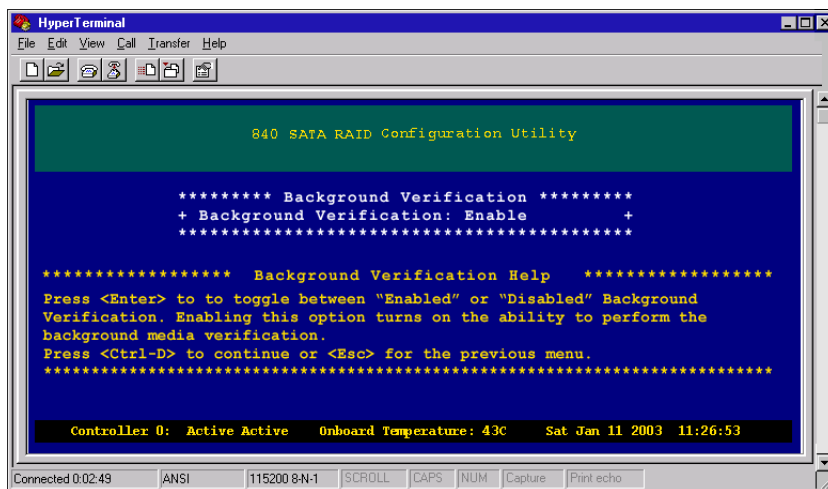 HyperTerminal
File Edit View Call Transfer Help
840 SATA RAID Configuration Utility
********* Background Verification *********
+ Background Verification: Enable +
*******************************************
****************** Background Verification Help ******************
Press <Enter> to to toggle between “Enabled” or “Disabled” Background
Verification. Enabling this option turns on the ability to perform the
background media verification.
Press <Ctrl-D> to continue or <Esc> for the previous menu.
**********************************************************************
Controller 0: Active Active Onboard Temperature: 43C Sat Jan 11 2003 11:26:53
Connected 0:02:49 ANSI 115200 8-N-1 SCROLL CAPS NUM Capture Print echo